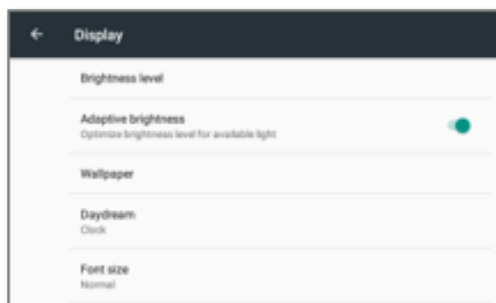 Display
Brightness level
Adaptive brightness
Optimize brightness level for available light
Wallpaper
Daydream
Clock
Font size
Normal